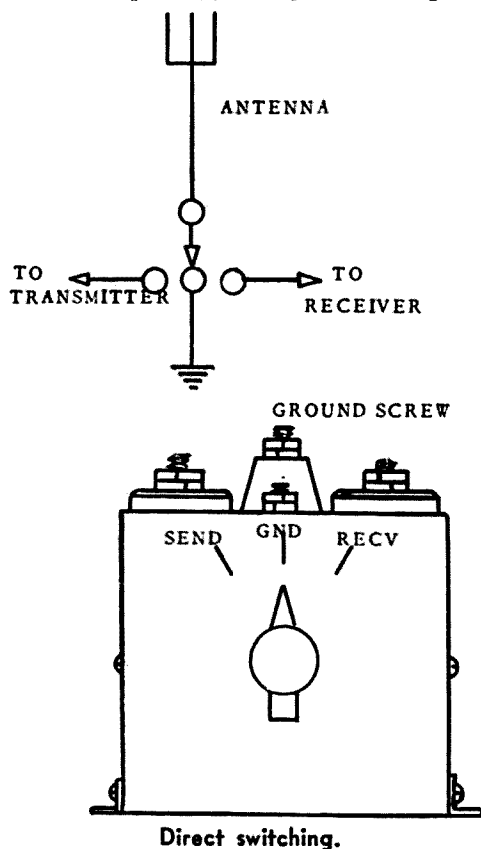 ANTENNA
TO
TRANSMITTER
TO
RECEIVER
GROUND SCREW
SEND GND RECV
Direct switching.